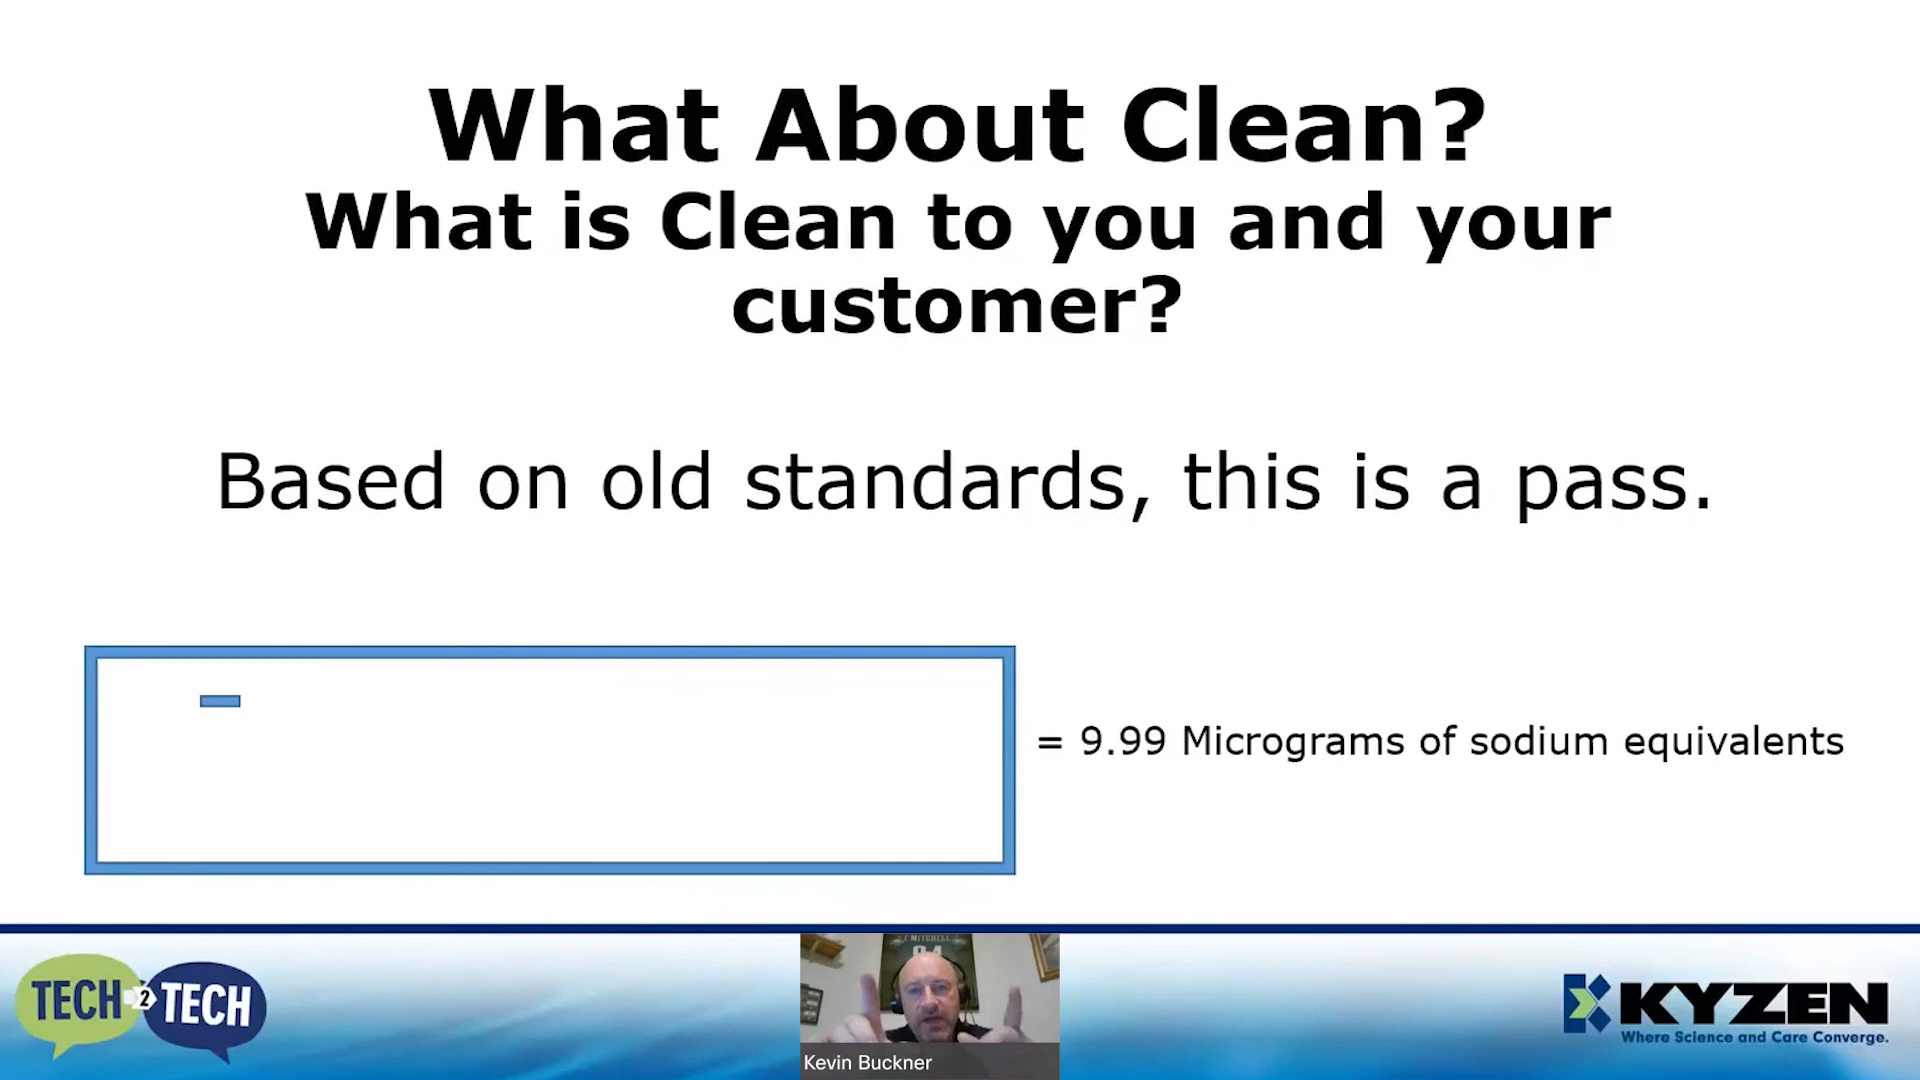 What About Clean?
What is Clean to you and your
customer?
Based on old standards, this is a pass.
= 9.99 Micrograms of sodium equivalents
TECH 2 TECH
MITCHELL
Kevin Buckner
KYZEN
Where Science and Care Converge.